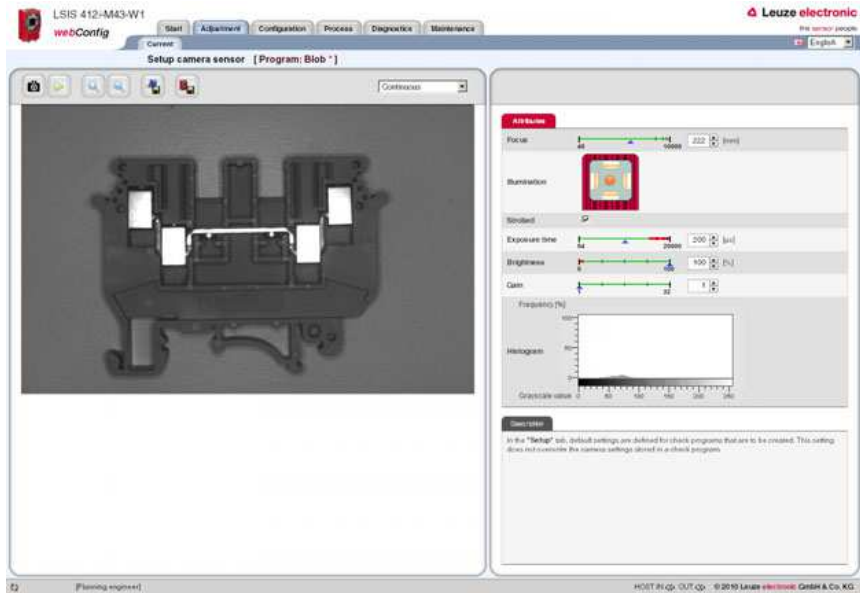 LSIS 412i-M43-W1
webConfig
Start Adjustment Configuration Process Diagnostics Maintenance
Current
Leuze electronic
the sensor people
English
Setup camera sensor [Program: Blob *]
Continuous
Attributes
Focus 222 [mm]
Illumination
Strobed
Exposure time 54 20000 200 [µs]
Brightness 100 [%]
Gain 1 32 1
Frequency [%]
100
50
0
Histogram
Grayscale value 0 50 100 150 200 250
Description
In the "Setup" tab, default settings are defined for check programs that are to be created. This setting
does not overwrite the camera settings stored in a check program.
[Planning engineer]
HOST IN OUT © 2010 Leuze electronic GmbH & Co. KG